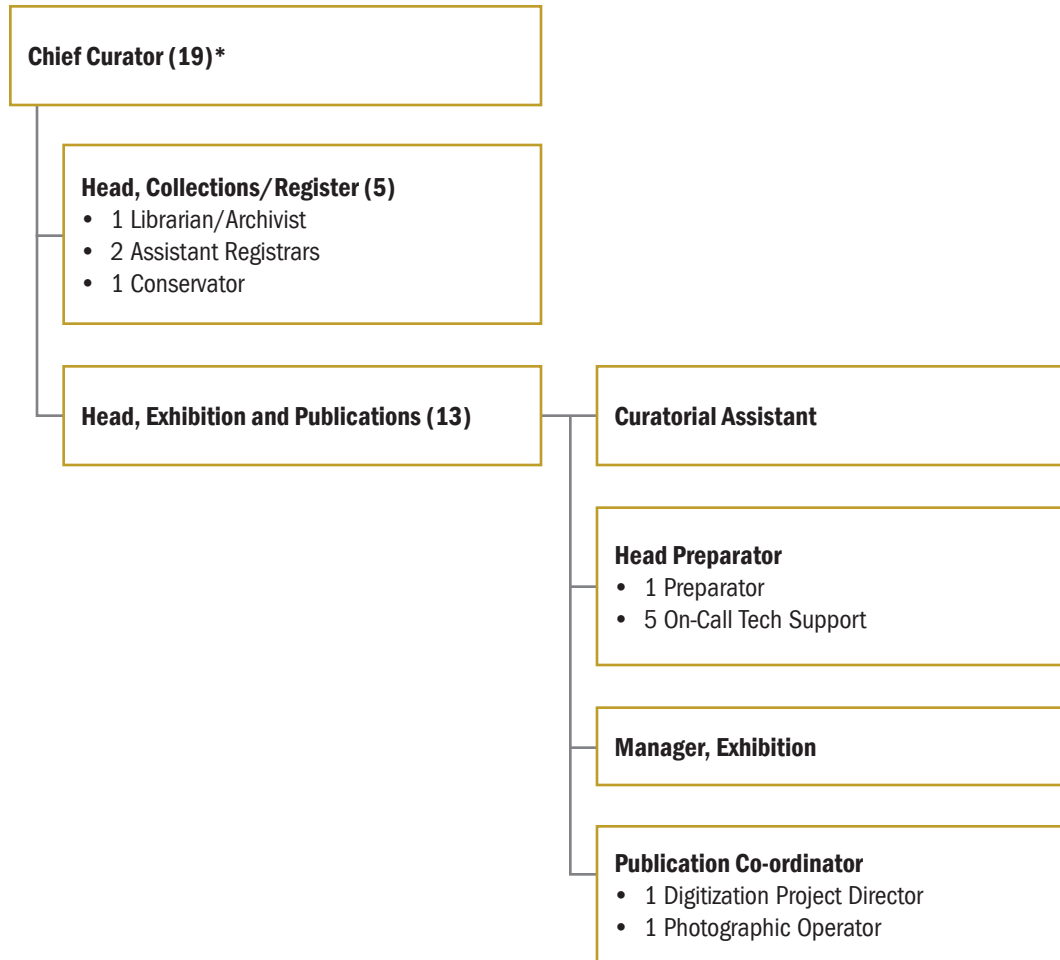 Chief Curator (19)*
Head, Collections/Register (5)
• 1 Librarian/Archivist
• 2 Assistant Registrars
• 1 Conservator
Head, Exhibition and Publications (13)
Curatorial Assistant
Head Preparator
• 1 Preparator
• 5 On-Call Tech Support
Manager, Exhibition
Publication Co-ordinator
• 1 Digitization Project Director
• 1 Photographic Operator